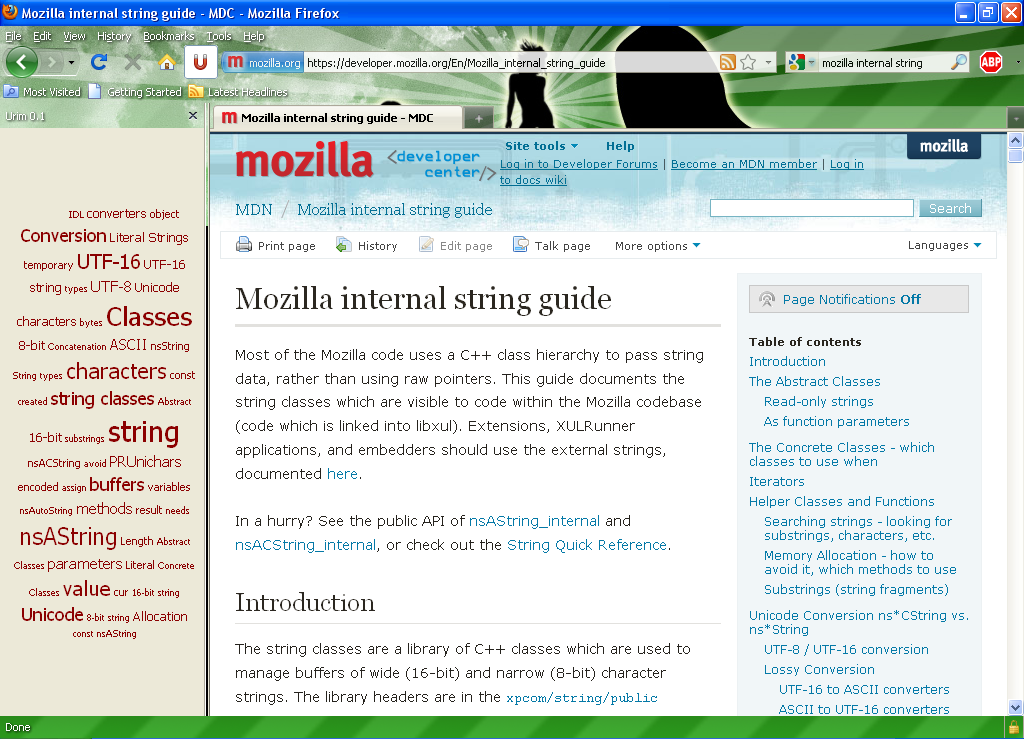 Mozilla internal string guide - MDC - Mozilla Firefox
File Edit View History Bookmarks Tools Help
U mozilla.org https://developer.mozilla.org/En/Mozilla_internal_string_guide mozilla internal string ABP
Most Visited Getting Started Latest Headlines
Urim 0.1
m Mozilla internal string guide - MDC
IDL converters object
Conversion Literal Strings
temporary UTF-16 UTF-16
string types UTF-8 Unicode
characters bytes Classes
8-bit Concatenation ASCII nsString
String types characters const
created string classes Abstract
16-bit substrings string
nsACString avoid PRUnichars
encoded assign buffers variables
nsAutoString methods result needs
nsAString Length Abstract
Classes parameters Literal Concrete
Classes value cur 16-bit string
Unicode 8-bit string Allocation
const nsAString
mozilla <developer center/>
Site tools Help
Log in to Developer Forums | Become an MDN member | Log in
to docs wiki
mozilla
MDN / Mozilla internal string guide
Search
Print page History Edit page Talk page More options Languages
Mozilla internal string guide
Most of the Mozilla code uses a C++ class hierarchy to pass string
data, rather than using raw pointers. This guide documents the
string classes which are visible to code within the Mozilla codebase
(code which is linked into libxul). Extensions, XULRunner
applications, and embedders should use the external strings,
documented here.
In a hurry? See the public API of nsAString_internal and
nsACString_internal, or check out the String Quick Reference.
Introduction
The string classes are a library of C++ classes which are used to
manage buffers of wide (16-bit) and narrow (8-bit) character
strings. The library headers are in the xpcom/string/public
Page Notifications Off
Table of contents
Introduction
The Abstract Classes
Read-only strings
As function parameters
The Concrete Classes - which
classes to use when
Iterators
Helper Classes and Functions
Searching strings - looking for
substrings, characters, etc.
Memory Allocation - how to
avoid it, which methods to use
Substrings (string fragments)
Unicode Conversion ns*CString vs.
ns*String
UTF-8 / UTF-16 conversion
Lossy Conversion
UTF-16 to ASCII converters
ASCII to UTF-16 converters
Done